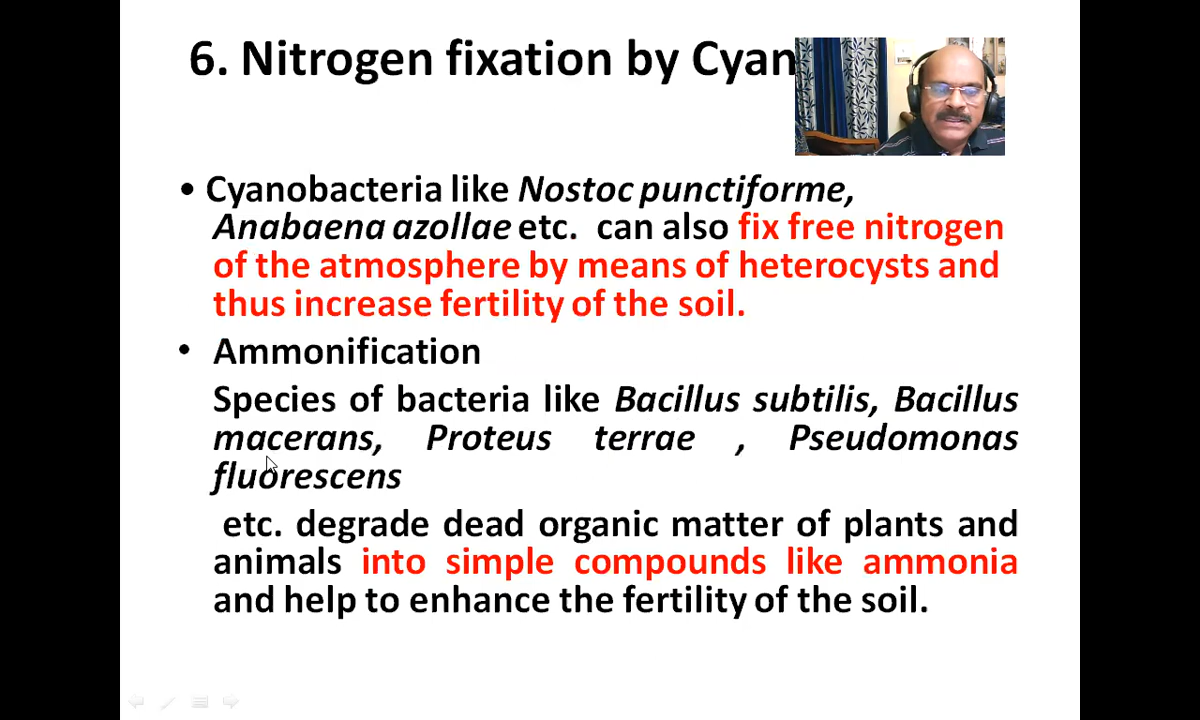 6. Nitrogen fixation by Cyan
• Cyanobacteria like Nostoc punctiforme,
Anabaena azollae etc. can also fix free nitrogen
of the atmosphere by means of heterocysts and
thus increase fertility of the soil.
• Ammonification
Species of bacteria like Bacillus subtilis, Bacillus
macerans, Proteus terrae , Pseudomonas
fluorescens
etc. degrade dead organic matter of plants and
animals into simple compounds like ammonia
and help to enhance the fertility of the soil.